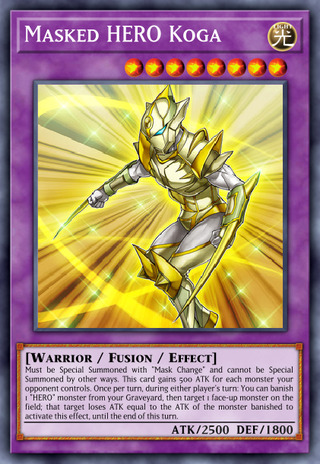 Masked HERO Koga
LIGHT
光
[Warrior / Fusion / Effect]
Must be Special Summoned with "Mask Change" and cannot be Special
Summoned by other ways. This card gains 500 ATK for each monster your
opponent controls. Once per turn, during either player's turn: You can banish
1 "HERO" monster from your Graveyard, then target 1 face-up monster on the
field; that target loses ATK equal to the ATK of the monster banished to
activate this effect, until the end of this turn.
ATK/2500 DEF/1800